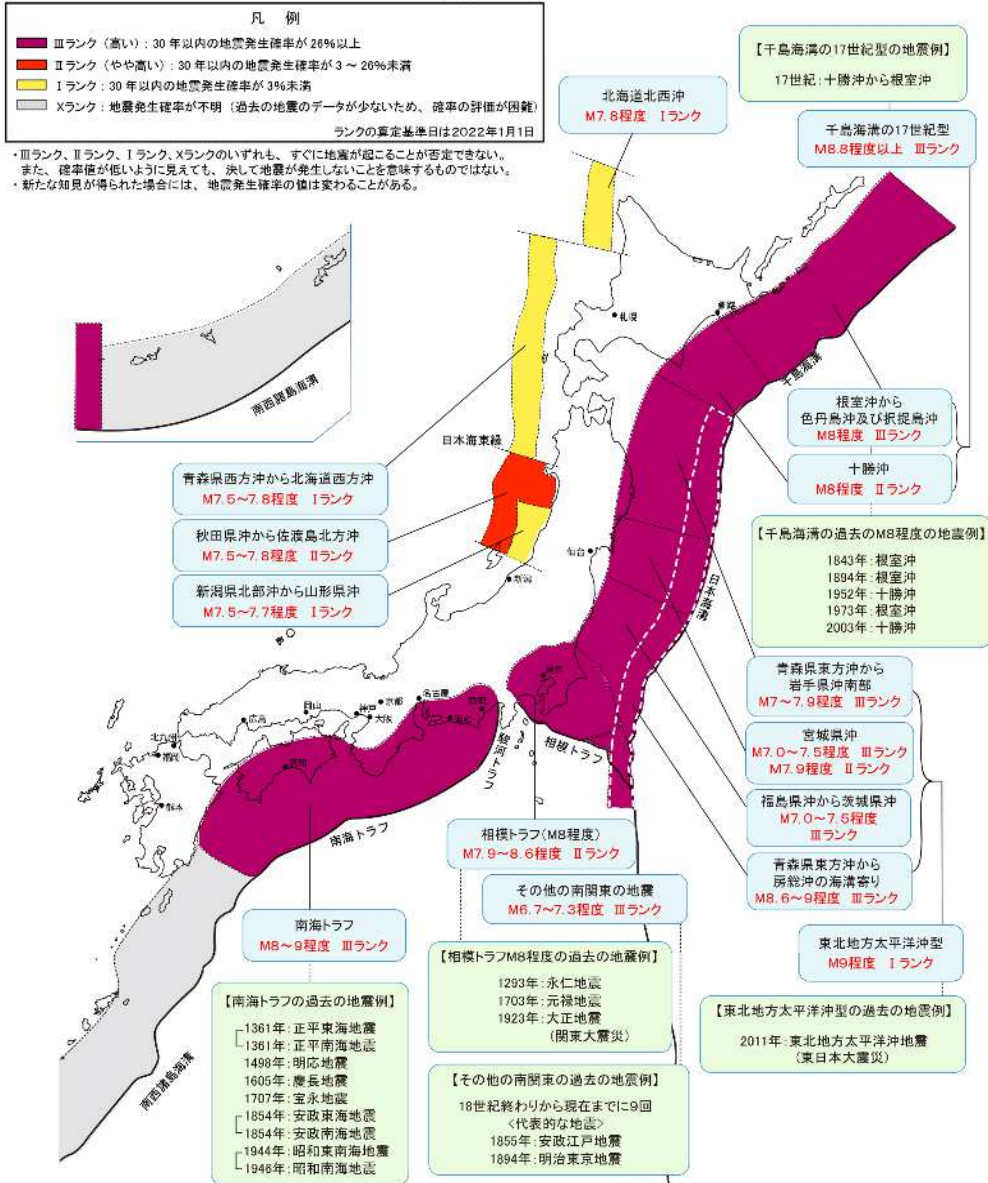 凡 例
Ⅲランク（高い）：30年以内の地震発生確率が26%以上
Ⅱランク（やや高い）：30年以内の地震発生確率が3～26%未満
Ⅰランク：30年以内の地震発生確率が3%未満
Xランク：地震発生確率が不明（過去の地震のデータが少ないため、確率の評価が困難）
ランクの算定基準日は2022年1月1日
・Ⅲランク、Ⅱランク、Ⅰランク、Xランクのいずれも、すぐに地震が起こることが否定できない。
また、確率値が低いように見えても、決して地震が発生しないことを意味するものではない。
・新たな知見が得られた場合には、地震発生確率の値は変わることがある。
【千島海溝の17世紀型の地震例】
17世紀：十勝沖から根室沖
北海道北西沖
M7.8程度 Ⅰランク
千島海溝の17世紀型
M8.8程度以上 Ⅲランク
南西諸島海溝
札幌
釧路
千島海溝
根室沖から
色丹島沖及び択捉島沖
M8程度 Ⅲランク
十勝沖
M8程度 Ⅱランク
日本海東縁
青森県西方沖から北海道西方沖
M7.5～7.8程度 Ⅰランク
秋田県沖から佐渡島北方沖
M7.5～7.8程度 Ⅱランク
新潟県北部沖から山形県沖
M7.5～7.7程度 Ⅰランク
仙台
新潟
日本海溝
【千島海溝の過去のM8程度の地震例】
1843年：根室沖
1894年：根室沖
1952年：十勝沖
1973年：根室沖
2003年：十勝沖
青森県東方沖から
岩手県沖南部
M7～7.9程度 Ⅲランク
宮城県沖
M7.0～7.5程度 Ⅲランク
M7.9程度 Ⅱランク
福島県沖から茨城県沖
M7.0～7.5程度
Ⅲランク
青森県東方沖から
房総沖の海溝寄り
M8.6～9程度 Ⅲランク
東北地方太平洋沖型
M9程度 Ⅰランク
【東北地方太平洋沖型の過去の地震例】
2011年：東北地方太平洋沖地震
（東日本大震災）
名古屋
京都
神戸
大阪
岡山
広島
北九州
福岡
熊本
高知
駿河トラフ
相模トラフ
南海トラフ
相模トラフ（M8程度）
M7.9～8.6程度 Ⅱランク
その他の南関東の地震
M6.7～7.3程度 Ⅲランク
南海トラフ
M8～9程度 Ⅲランク
【相模トラフM8程度の過去の地震例】
1293年：永仁地震
1703年：元禄地震
1923年：大正地震
（関東大震災）
【南海トラフの過去の地震例】
1361年：正平東海地震
1361年：正平南海地震
1498年：明応地震
1605年：慶長地震
1707年：宝永地震
1854年：安政東海地震
1854年：安政南海地震
1944年：昭和東南海地震
1946年：昭和南海地震
【その他の南関東の過去の地震例】
18世紀終わりから現在までに9回
＜代表的な地震＞
1855年：安政江戸地震
1894年：明治東京地震
南西諸島海溝